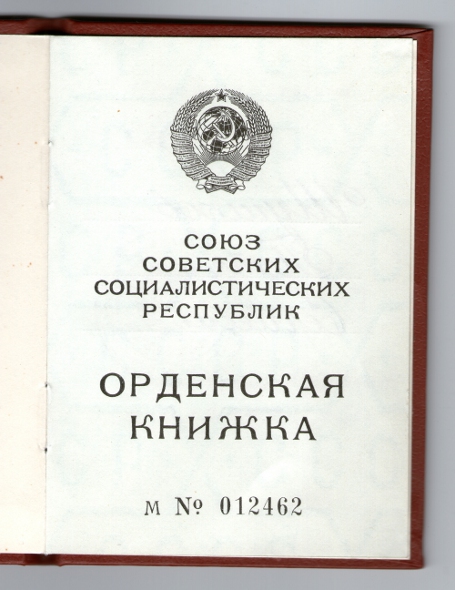 СОЮЗ
СОВЕТСКИХ
СОЦИАЛИСТИЧЕСКИХ
РЕСПУБЛИК
ОРДЕНСКАЯ
КНИЖКА
М № 012462